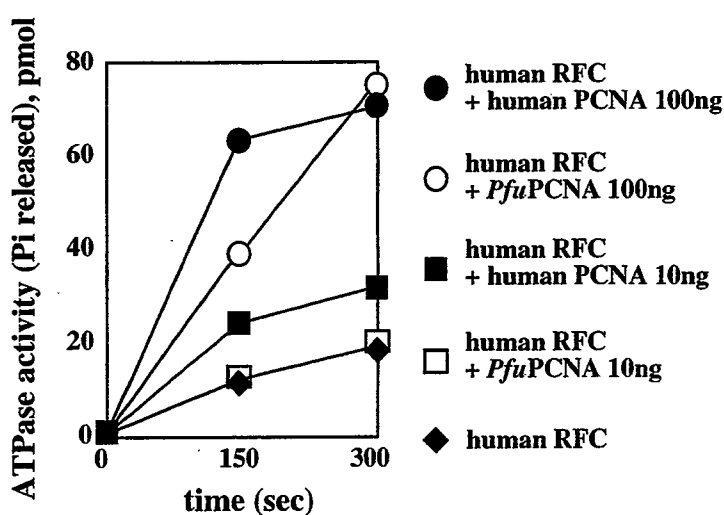 ATPase activity (Pi released), pmol
80
60
40
20
0
0
150
300
time (sec)
human RFC
+ human PCNA 100ng
human RFC
+ PfuPCNA 100ng
human RFC
+ human PCNA 10ng
human RFC
+ PfuPCNA 10ng
human RFC